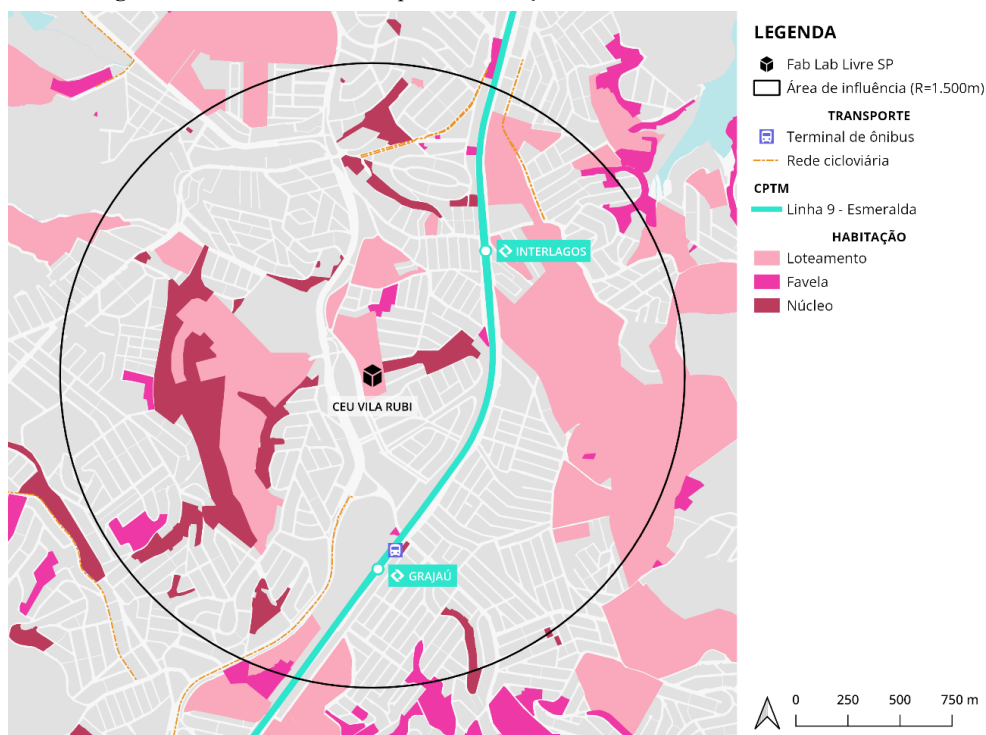 LEGENDA
Fab Lab Livre SP
Área de influência (R=1.500m)
TRANSPORTE
Terminal de ônibus
Rede cicloviária
CPTM
Linha 9 - Esmeralda
HABITAÇÃO
Loteamento
Favela
Núcleo
INTERLAGOS
CEU VILA RUBI
GRAJAÚ
0 250 500 750 m